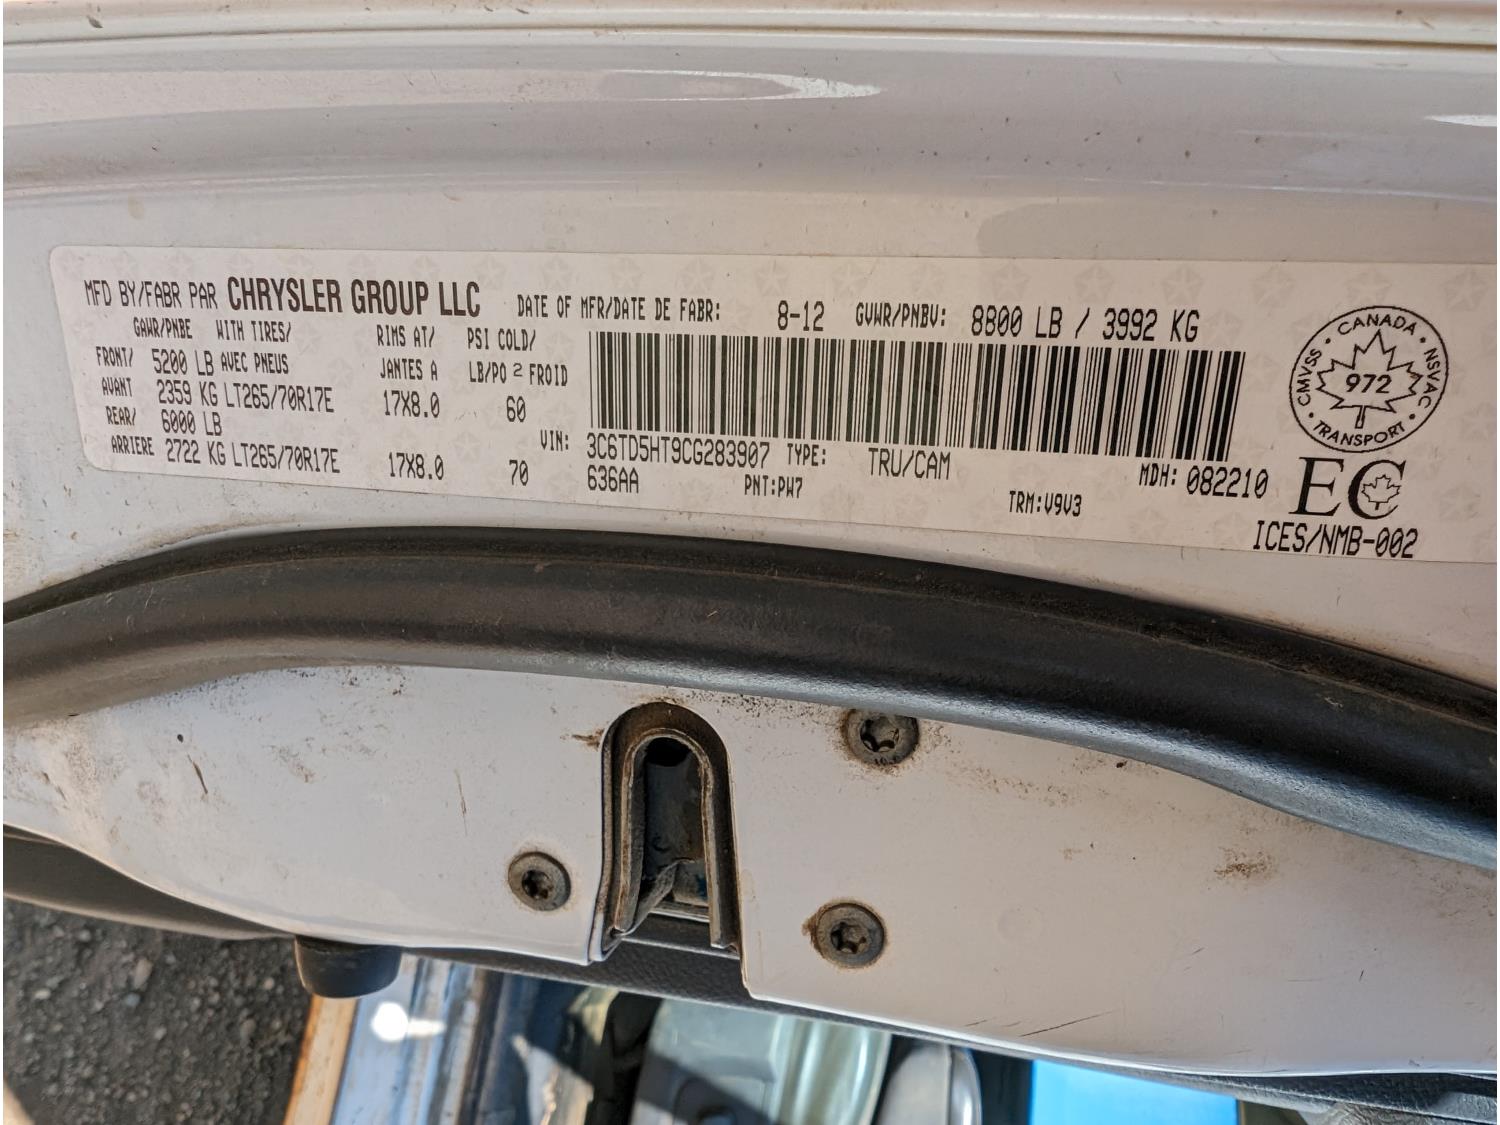 MFD BY/FABR PAR CHRYSLER GROUP LLC DATE OF MFR/DATE DE FABR: 8-12 GVWR/PNBV: 8800 LB / 3992 KG
GAWR/PNBE WITH TIRES/ RIMS AT/ PSI COLD/
FRONT/ 5200 LB AVEC PNEUS JANTES A LB/PO 2 FROID
AVANT 2359 KG LT265/70R17E 17X8.0 60
REAR/ 6000 LB
ARRIERE 2722 KG LT265/70R17E 17X8.0 70
VIN: 3C6TD5HT9CG283907 TYPE: TRU/CAM MDH: 082210
636AA PNT:PW7 TRM:V9V3
CANADA
CMVSS · NSVAC
972
TRANSPORT
EC
ICES/NMB-002